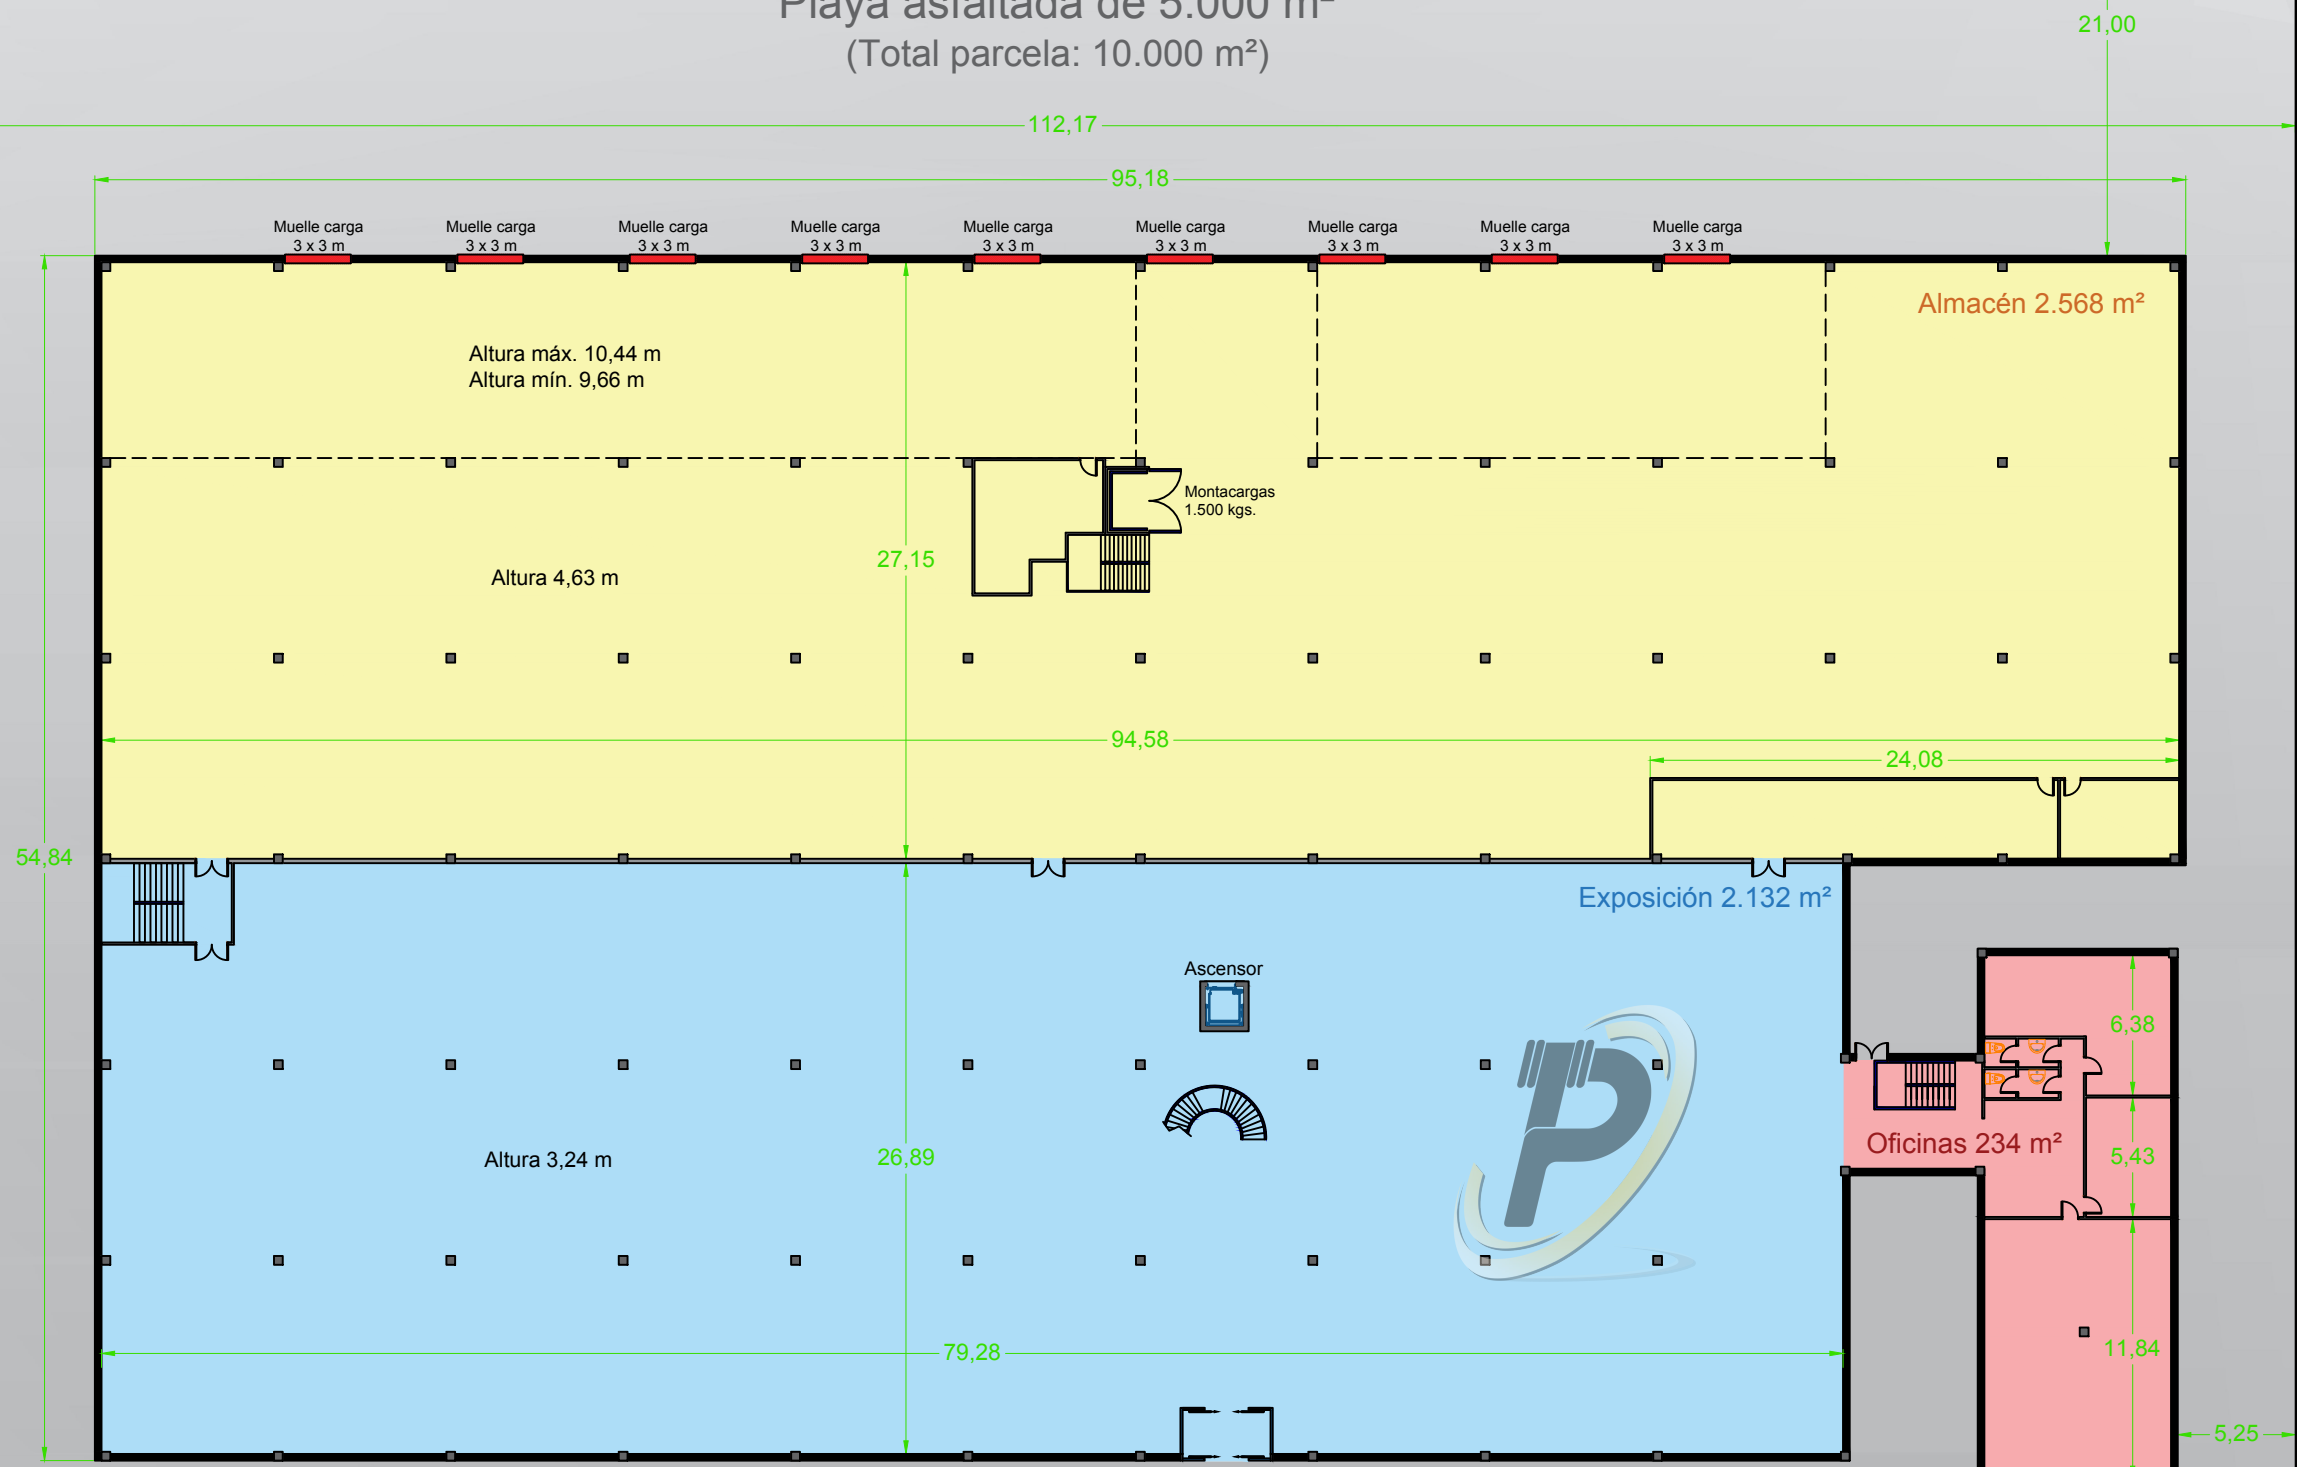 Playa asfaltada de 5.000 m²
(Total parcela: 10.000 m²)
21,00
112,17
95,18
Muelle carga
3 x 3 m
Muelle carga
3 x 3 m
Muelle carga
3 x 3 m
Muelle carga
3 x 3 m
Muelle carga
3 x 3 m
Muelle carga
3 x 3 m
Muelle carga
3 x 3 m
Muelle carga
3 x 3 m
Muelle carga
3 x 3 m
Almacén 2.568 m²
Altura máx. 10,44 m
Altura mín. 9,66 m
Montacargas
1.500 kgs.
27,15
Altura 4,63 m
94,58
24,08
54,84
Exposición 2.132 m²
Ascensor
6,38
Oficinas 234 m²
5,43
Altura 3,24 m
26,89
P
79,28
11,84
5,25